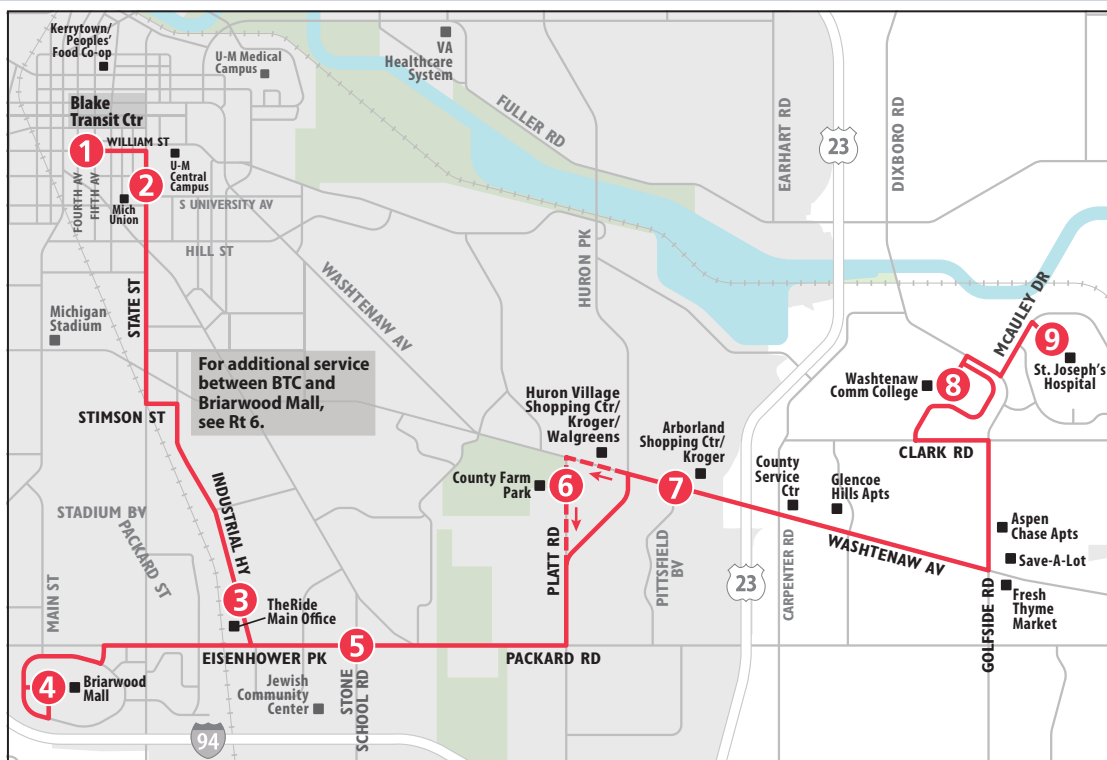 Kerrytown/
Peoples'
Food Co-op
U-M Medical
Campus
VA
Healthcare
System
Blake
Transit Ctr
WILLIAM ST
1
2
U-M
Central
Campus
FOURTH AV
FIFTH AV
Mich
Union
S UNIVERSITY AV
HILL ST
FULLER RD
EARHART RD
23
DIXBORO RD
HURON PK
WASHTENAW AV
STATE ST
Michigan
Stadium
For additional service
between BTC and
Briarwood Mall,
see Rt 6.
STIMSON ST
McAULEY DR
9
St. Joseph's
Hospital
Washtenaw
Comm College
8
CLARK RD
Huron Village
Shopping Ctr/
Kroger/
Walgreens
Arborland
Shopping Ctr/
Kroger
County Farm
Park
6
7
County
Service
Ctr
Glencoe
Hills Apts
WASHTENAW AV
Aspen
Chase Apts
Save-A-Lot
Fresh
Thyme
Market
GOLFSIDE RD
STADIUM BV
PACKARD ST
INDUSTRIAL HY
MAIN ST
PLATT RD
PITTSFIELD
BV
23
CARPENTER RD
3
TheRide
Main Office
5
EISENHOWER PK
PACKARD RD
4
Briarwood
Mall
Jewish
Community
Center
STONE
SCHOOL RD
94